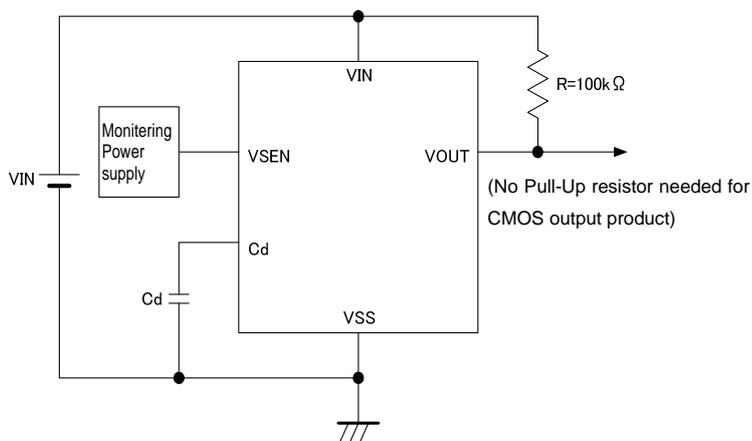 VIN
R=100kΩ
Monitering
Power
supply
VSEN
VOUT
VIN
(No Pull-Up resistor needed for
CMOS output product)
Cd
Cd
VSS